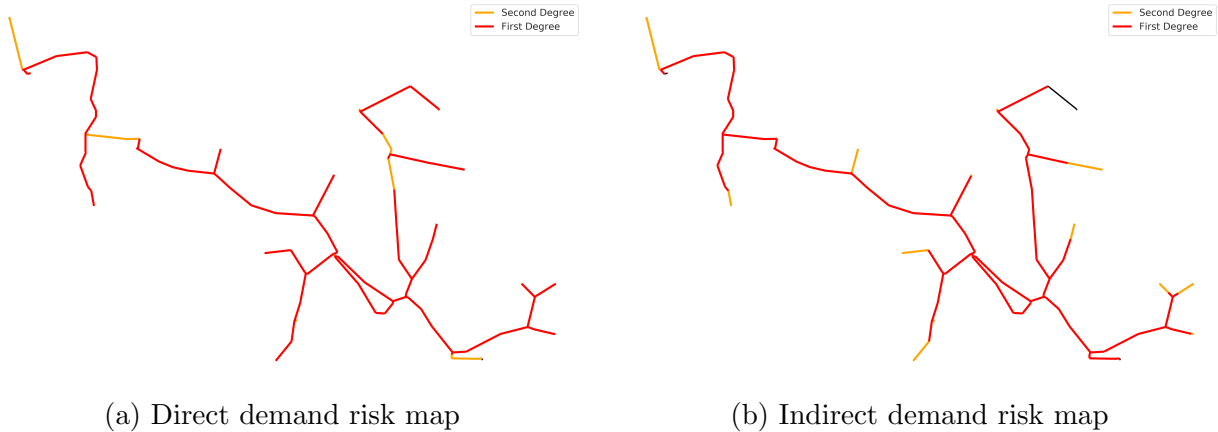 Second Degree
First Degree
Second Degree
First Degree
(a) Direct demand risk map
(b) Indirect demand risk map